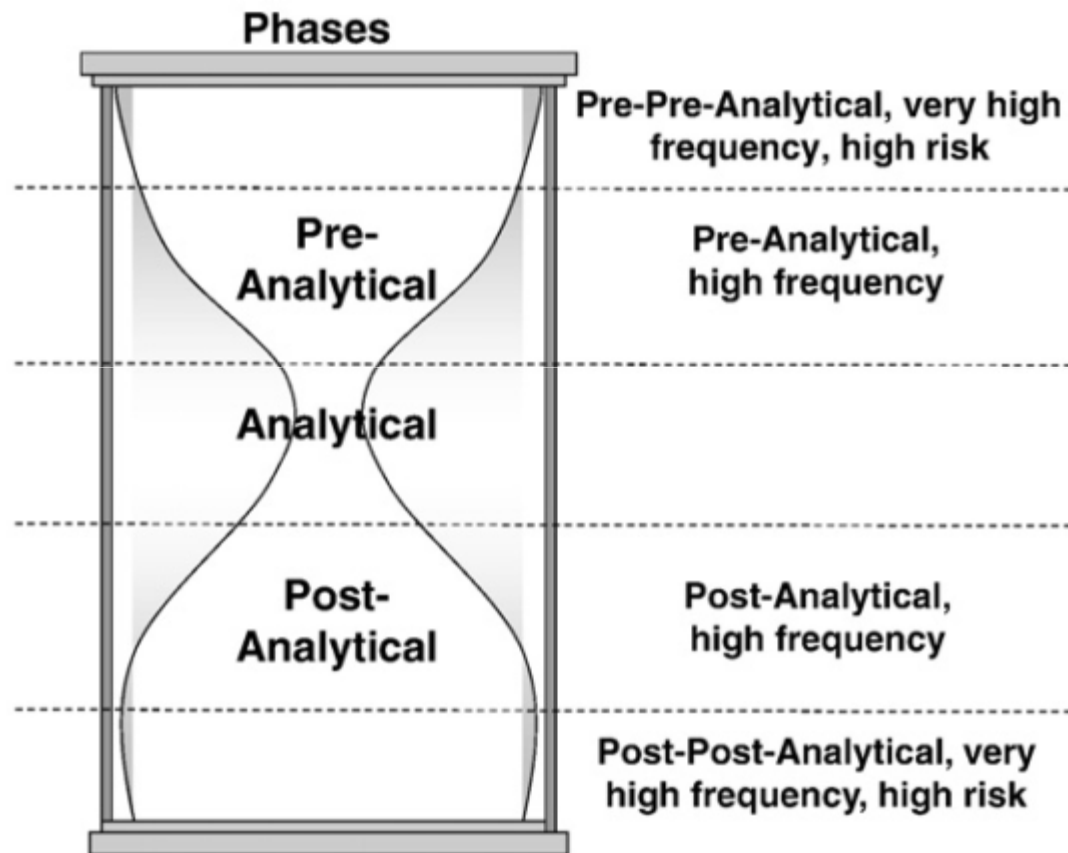 Phases
Pre-Pre-Analytical, very high
frequency, high risk
Pre-
Analytical
Pre-Analytical,
high frequency
Analytical
Post-
Analytical
Post-Analytical,
high frequency
Post-Post-Analytical, very
high frequency, high risk